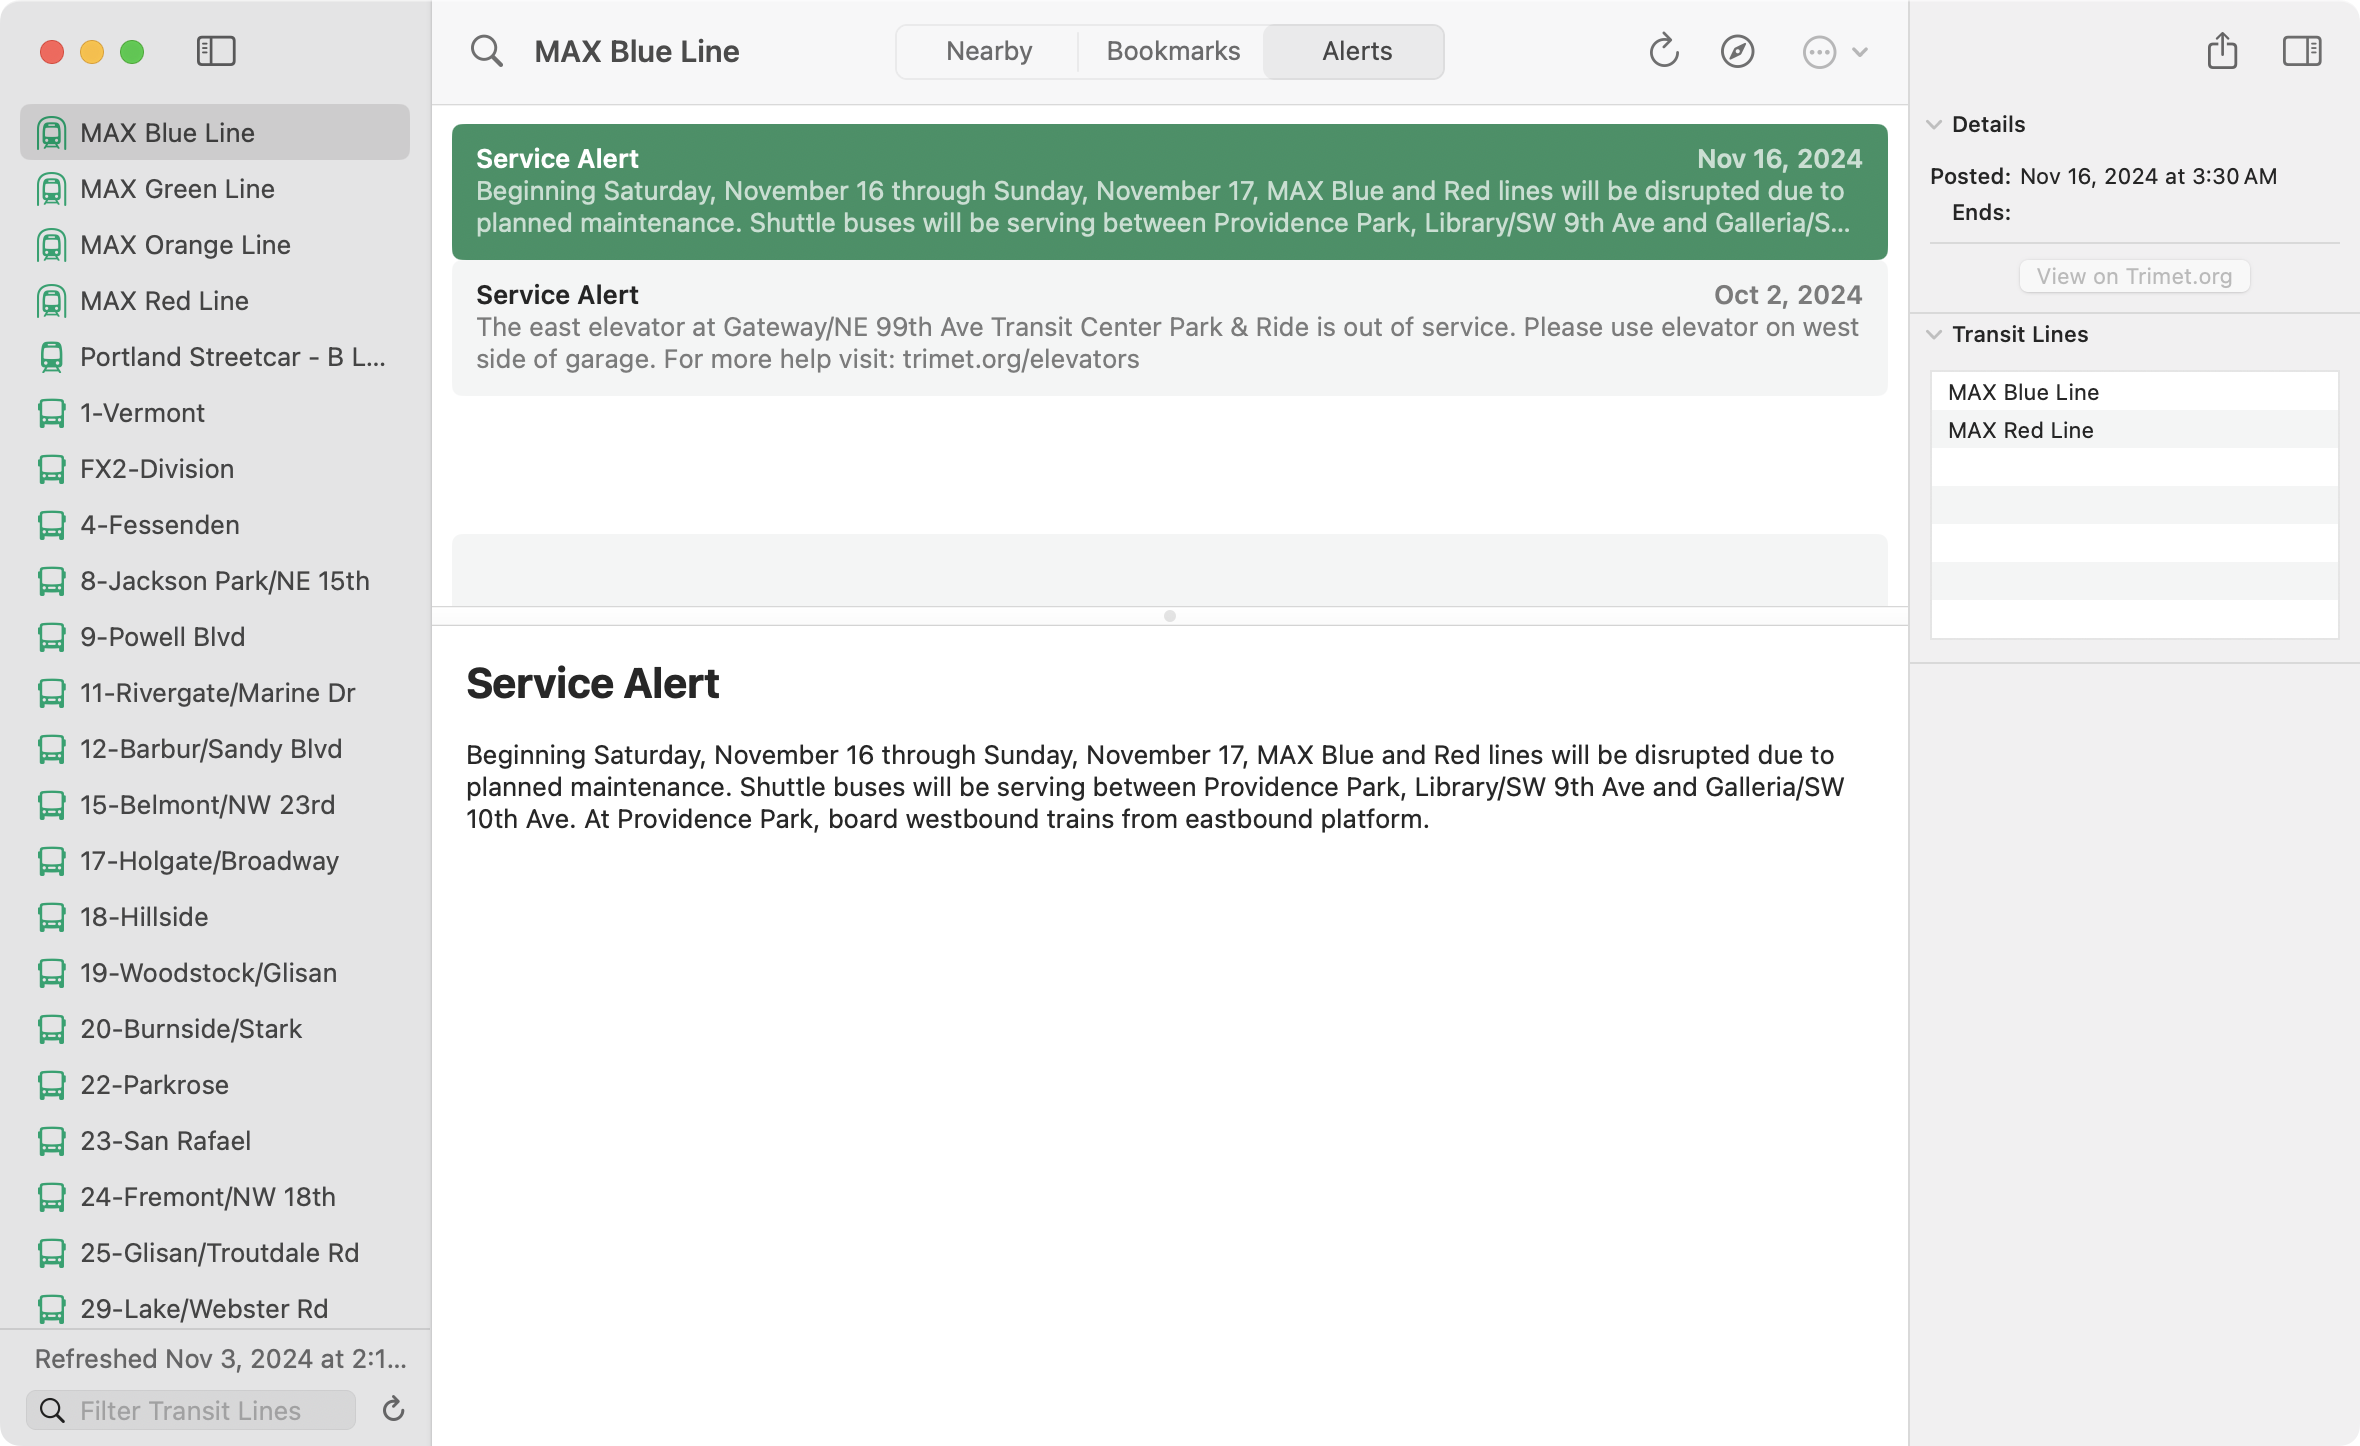 MAX Blue Line
MAX Green Line
MAX Orange Line
MAX Red Line
Portland Streetcar - B L...
1-Vermont
FX2-Division
4-Fessenden
8-Jackson Park/NE 15th
9-Powell Blvd
11-Rivergate/Marine Dr
12-Barbur/Sandy Blvd
15-Belmont/NW 23rd
17-Holgate/Broadway
18-Hillside
19-Woodstock/Glisan
20-Burnside/Stark
22-Parkrose
23-San Rafael
24-Fremont/NW 18th
25-Glisan/Troutdale Rd
29-Lake/Webster Rd
Refreshed Nov 3, 2024 at 2:1...
Filter Transit Lines
MAX Blue Line
Nearby Bookmarks Alerts
Service Alert Nov 16, 2024
Beginning Saturday, November 16 through Sunday, November 17, MAX Blue and Red lines will be disrupted due to
planned maintenance. Shuttle buses will be serving between Providence Park, Library/SW 9th Ave and Galleria/S...
Service Alert Oct 2, 2024
The east elevator at Gateway/NE 99th Ave Transit Center Park & Ride is out of service. Please use elevator on west
side of garage. For more help visit: trimet.org/elevators
Service Alert
Beginning Saturday, November 16 through Sunday, November 17, MAX Blue and Red lines will be disrupted due to
planned maintenance. Shuttle buses will be serving between Providence Park, Library/SW 9th Ave and Galleria/SW
10th Ave. At Providence Park, board westbound trains from eastbound platform.
Details
Posted: Nov 16, 2024 at 3:30 AM
Ends:
View on Trimet.org
Transit Lines
MAX Blue Line
MAX Red Line